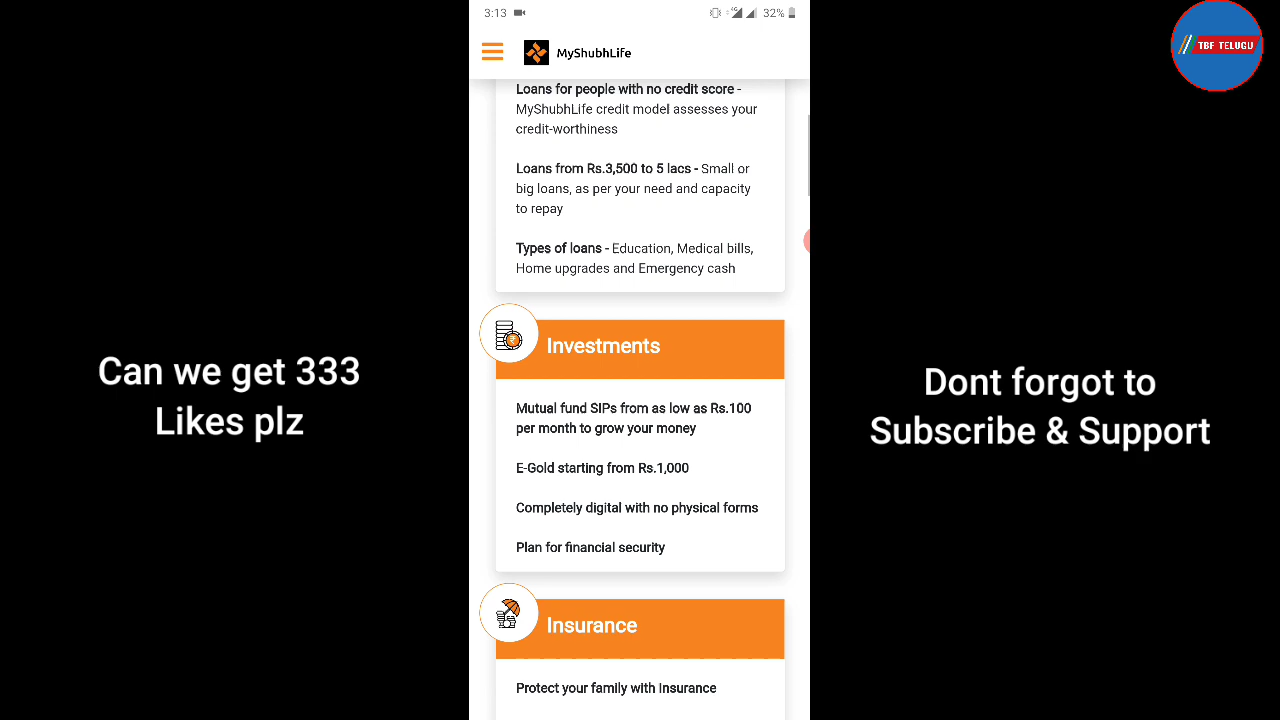 3:13
4G
32%
TBF TELUGU
MyShubhLife
Loans for people with no credit score -
MyShubhLife credit model assesses your
credit-worthiness
Loans from Rs.3,500 to 5 lacs - Small or
big loans, as per your need and capacity
to repay
Types of loans - Education, Medical bills,
Home upgrades and Emergency cash
Investments
Mutual fund SIPs from as low as Rs.100
per month to grow your money
E-Gold starting from Rs.1,000
Completely digital with no physical forms
Plan for financial security
Insurance
Protect your family with Insurance
Can we get 333
Likes plz
Dont forgot to
Subscribe & Support